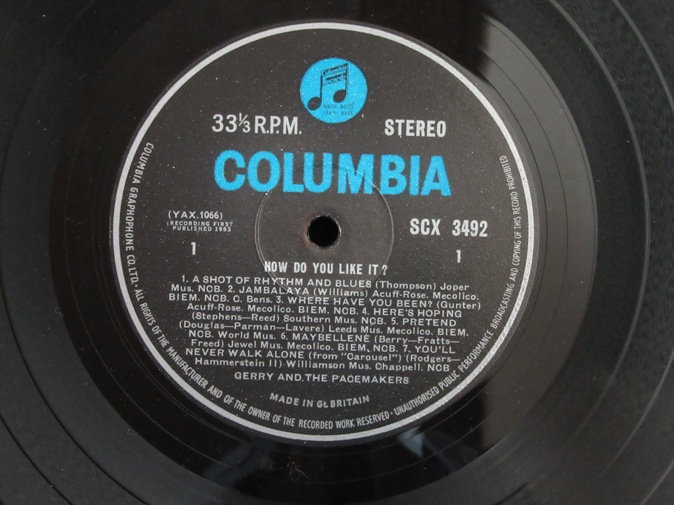 Columbia
Records
MAGIC NOTES
TRADE MARK
33⅓ R.P.M. STEREO
COLUMBIA
(YAX.1066)
(RECORDING FIRST
PUBLISHED 1963
SCX 3492
1 1
HOW DO YOU LIKE IT ?
1. A SHOT OF RHYTHM AND BLUES (Thompson) Joper
Mus. NCB. 2. JAMBALAYA (Williams) Acuff-Rose. Mecolico.
BIEM. NCB. C. Bens. 3. WHERE HAVE YOU BEEN? (Gunter)
Acuff-Rose. Mecolico. BIEM. NCB. 4. HERE'S HOPING
(Stephens—Reed) Southern Mus. NCB. 5. PRETEND
(Douglas—Parman—Lavere) Leeds Mus. Mecolico. BIEM.
NCB. World Mus. 6. MAYBELLENE (Berry—Fratts—
Freed) Jewel Mus. Mecolico. BIEM, NCB. 7. YOU'LL
NEVER WALK ALONE (from "Carousel") (Rodgers—
Hammerstein II) Williamson Mus. Chappell. NCB
GERRY AND THE PACEMAKERS
MADE IN Gt. BRITAIN
COLUMBIA GRAPHOPHONE CO. LTD. · ALL RIGHTS OF THE MANUFACTURER AND OF THE OWNER OF THE RECORDED WORK RESERVED · UNAUTHORISED PUBLIC PERFORMANCE BROADCASTING AND COPYING OF THIS RECORD PROHIBITED